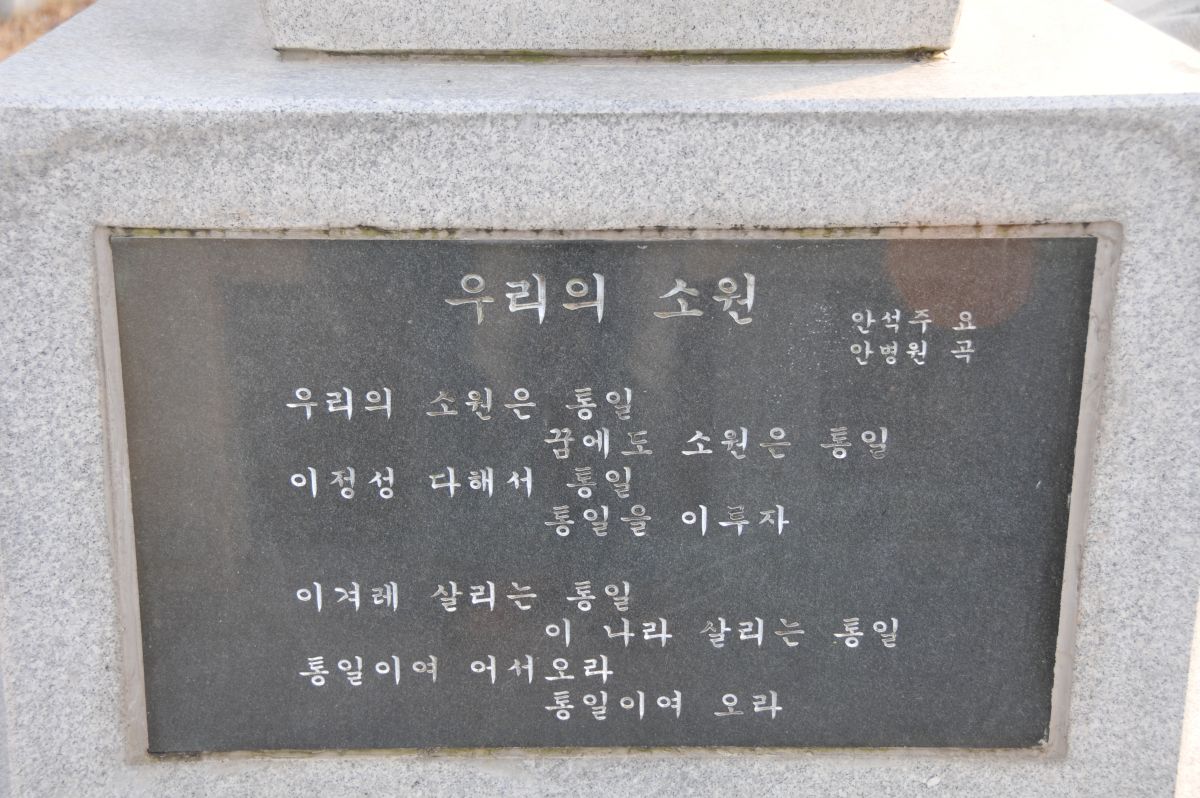 우리의 소원
안석주 요
안병원 곡
우리의 소원은 통일
꿈에도 소원은 통일
이정성 다해서 통일
통일을 이루자
이겨레 살리는 통일
이 나라 살리는 통일
통일이여 어서오라
통일이여 오라